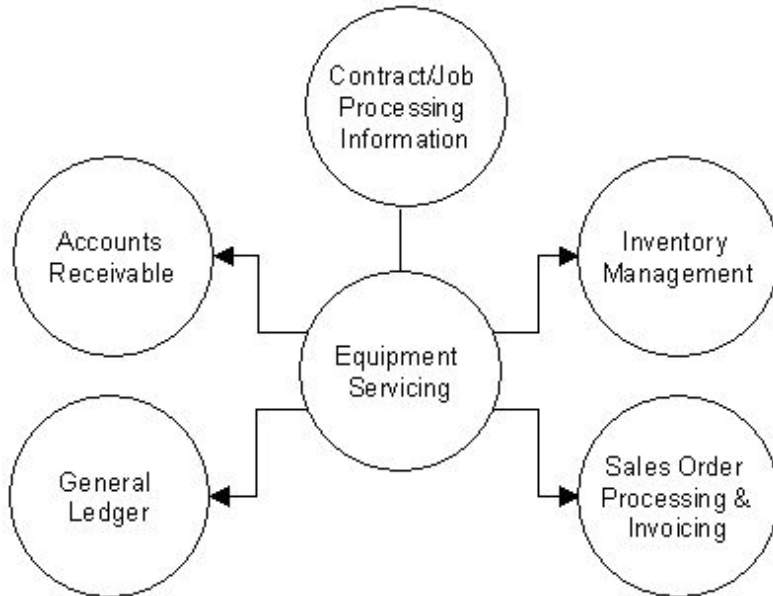 Contract/Job
Processing
Information
Accounts
Receivable
Inventory
Management
Equipment
Servicing
General
Ledger
Sales Order
Processing &
Invoicing